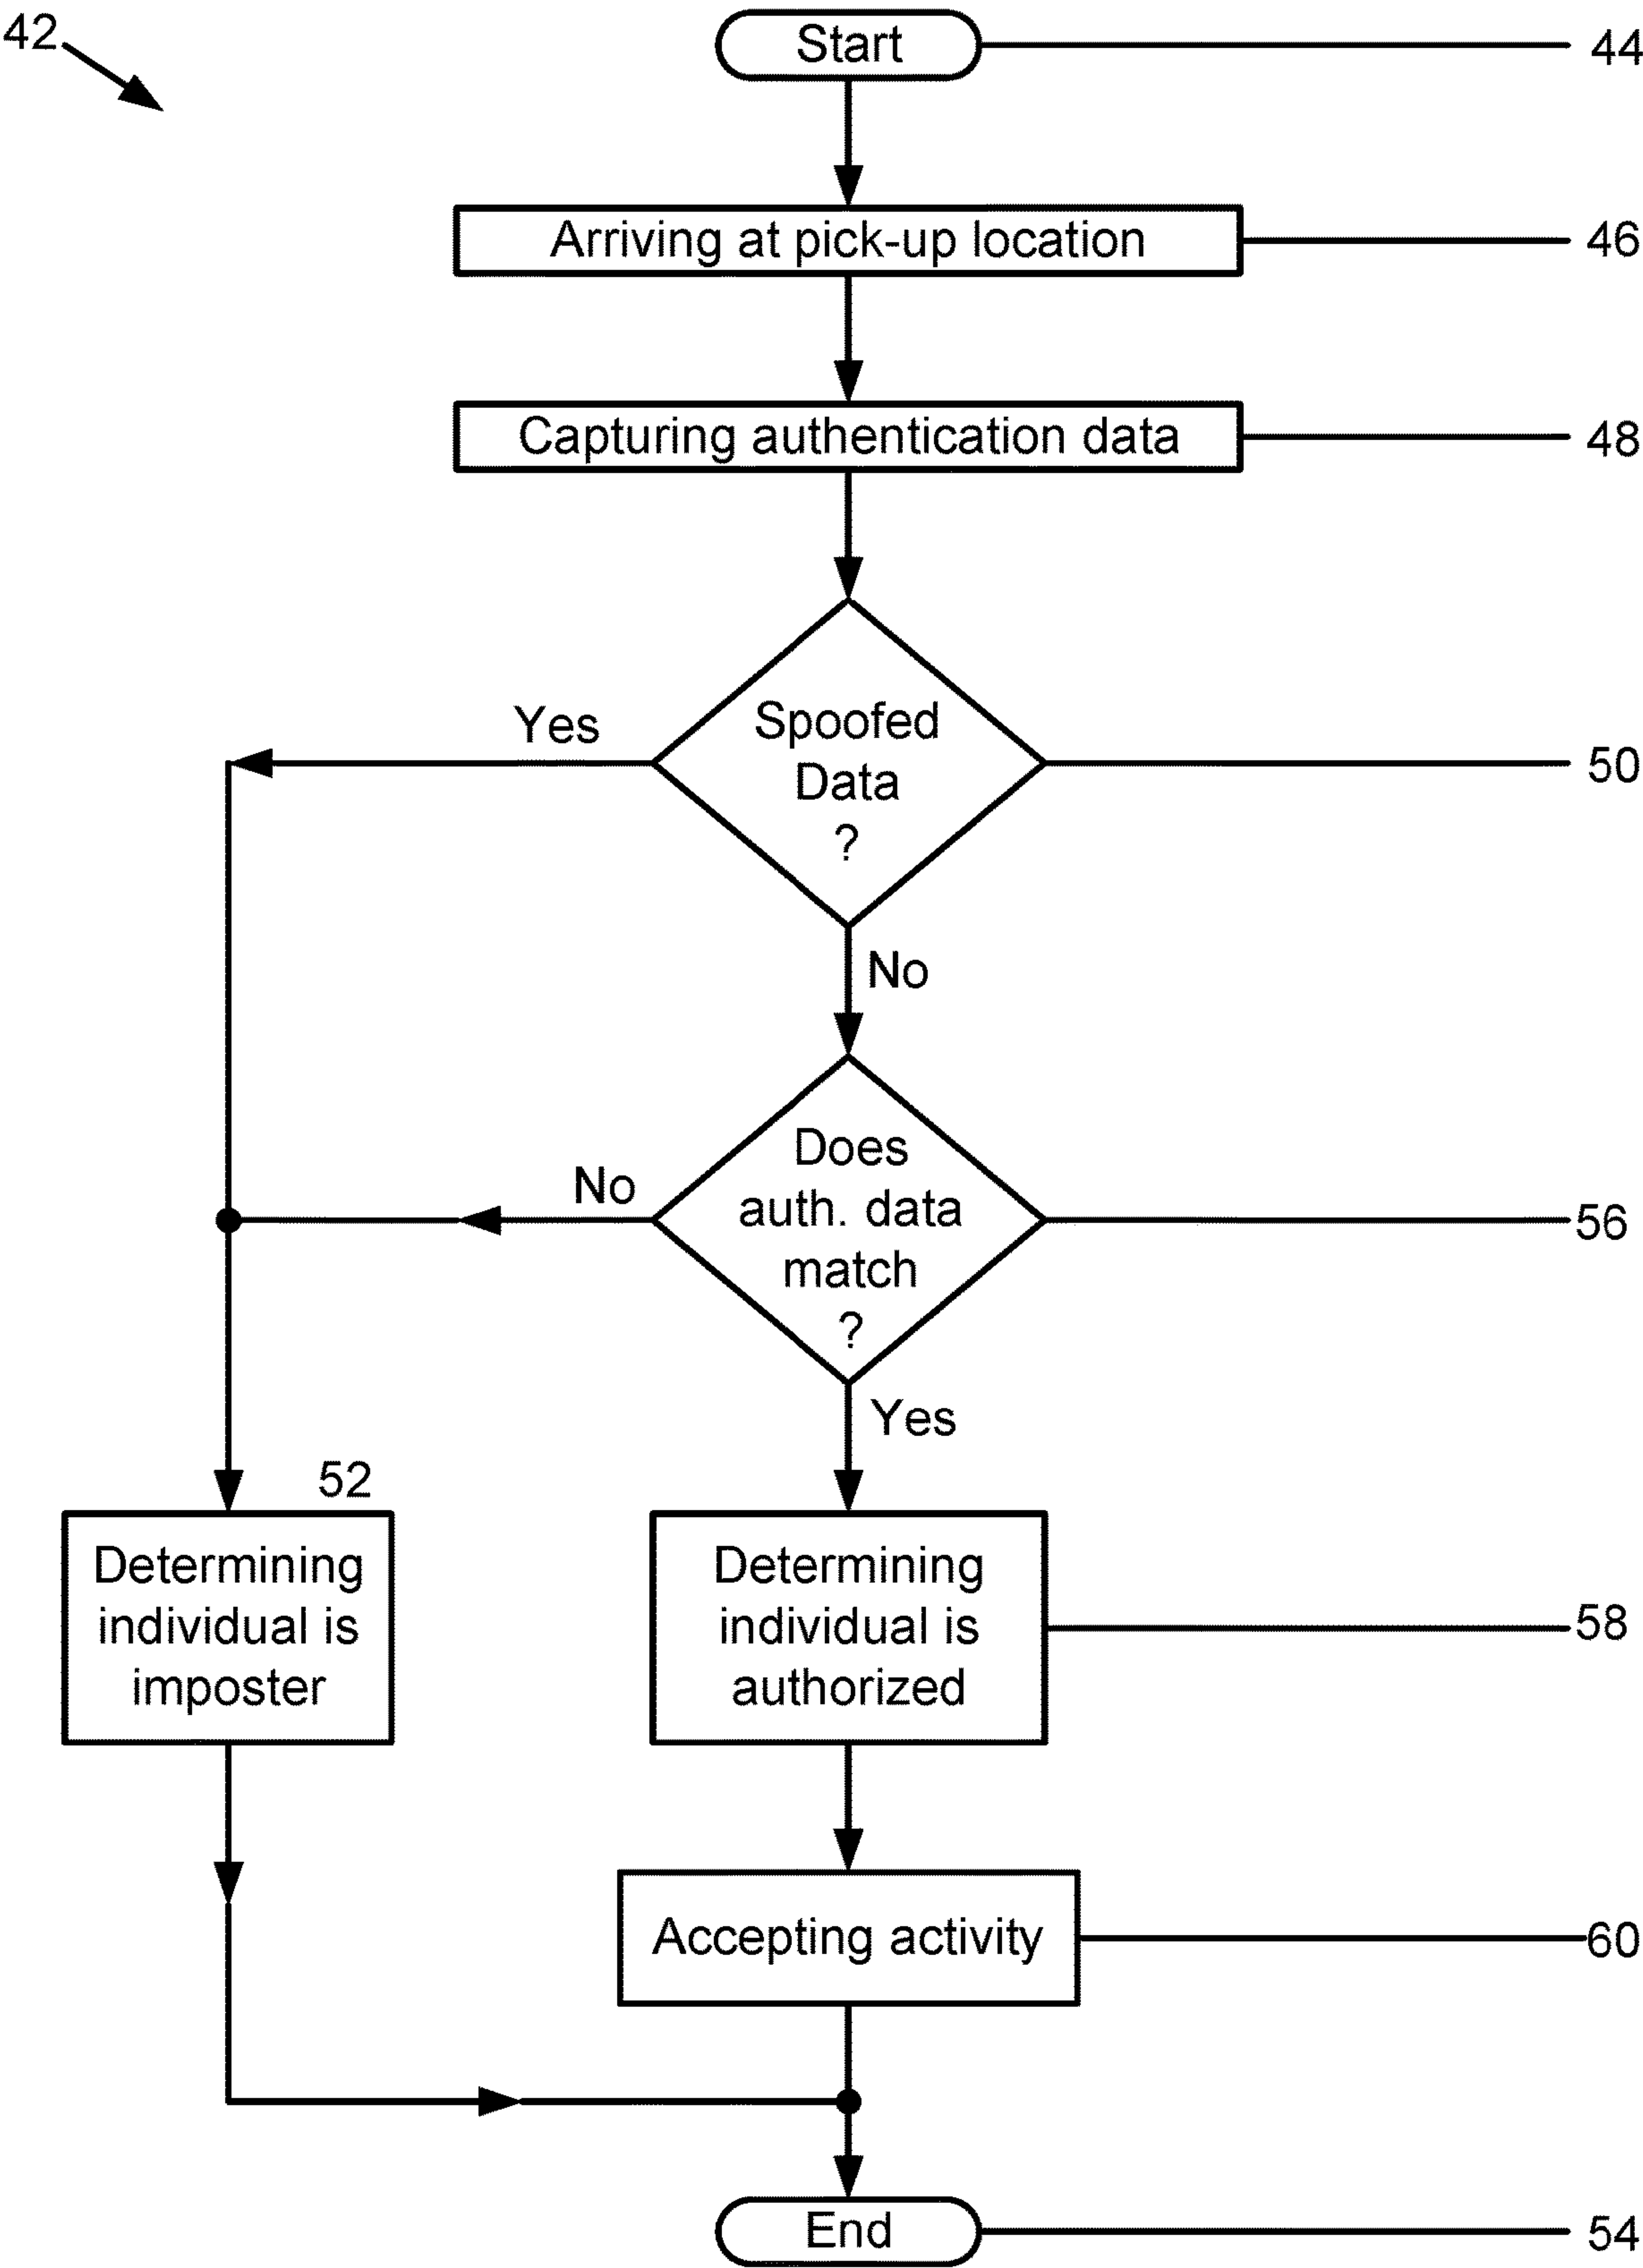 42
Start
44
Arriving at pick-up location
46
Capturing authentication data
48
Yes
Spoofed
Data
?
50
No
Does
auth. data
match
?
No
56
Yes
52
Determining
individual is
imposter
Determining
individual is
authorized
58
Accepting activity
60
End
54